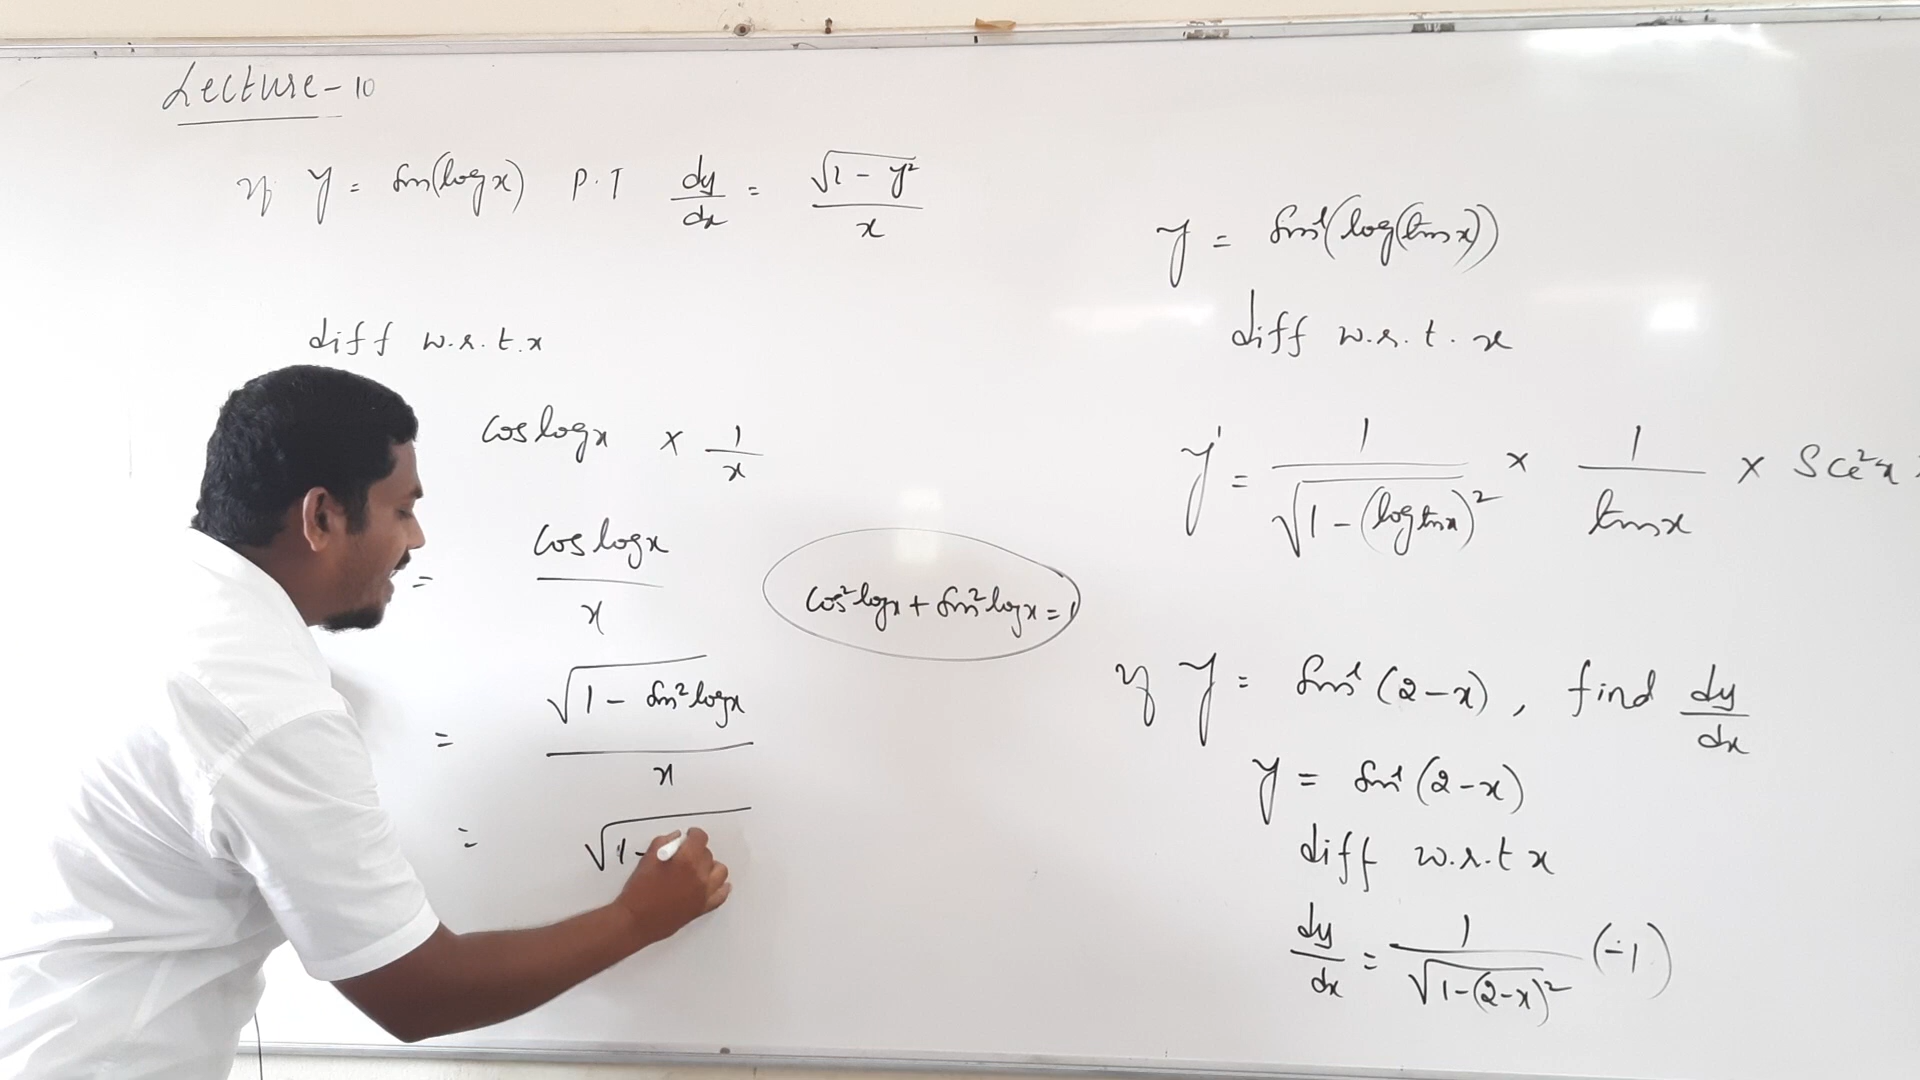 Lecture-10
If y = Sin(log x) P.T dy/dx = √(1 - y²)/x
diff w.r.t. x
cos log x × 1/x
= cos log x / x
cos² log x + Sin² log x = 1
= √(1 - Sin² log x) / x
= √(1-
y = Sin⁻¹(log(tan x))
diff w.r.t. x
y' = 1/√(1 - (log tan x)²) × 1/tan x × Sec² x
If y = Sin⁻¹(2-x), find dy/dx
y = Sin⁻¹(2-x)
diff w.r.t x
dy/dx = 1/√(1-(2-x)²) (-1)